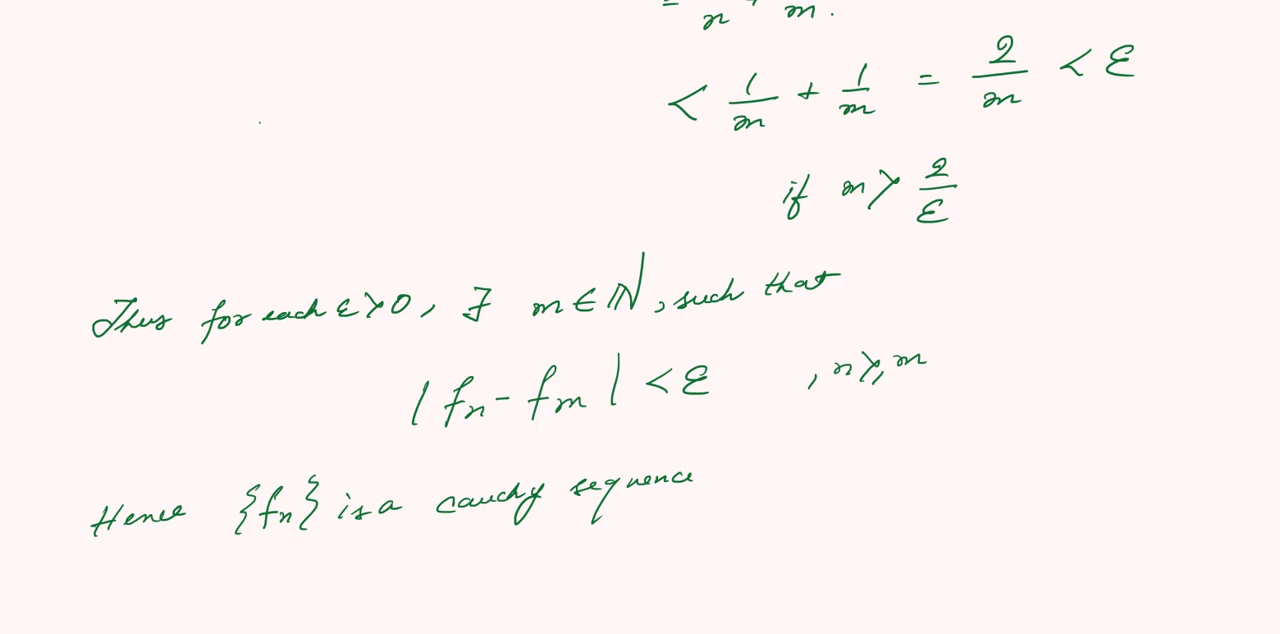 n m.
< 1/m + 1/m = 2/m < ε
if m > 2/ε
Thus for each ε>0, ∃ m ∈ ℕ, such that
|fn - fm| < ε , n ≥, m
Hence {fn} is a cauchy sequence